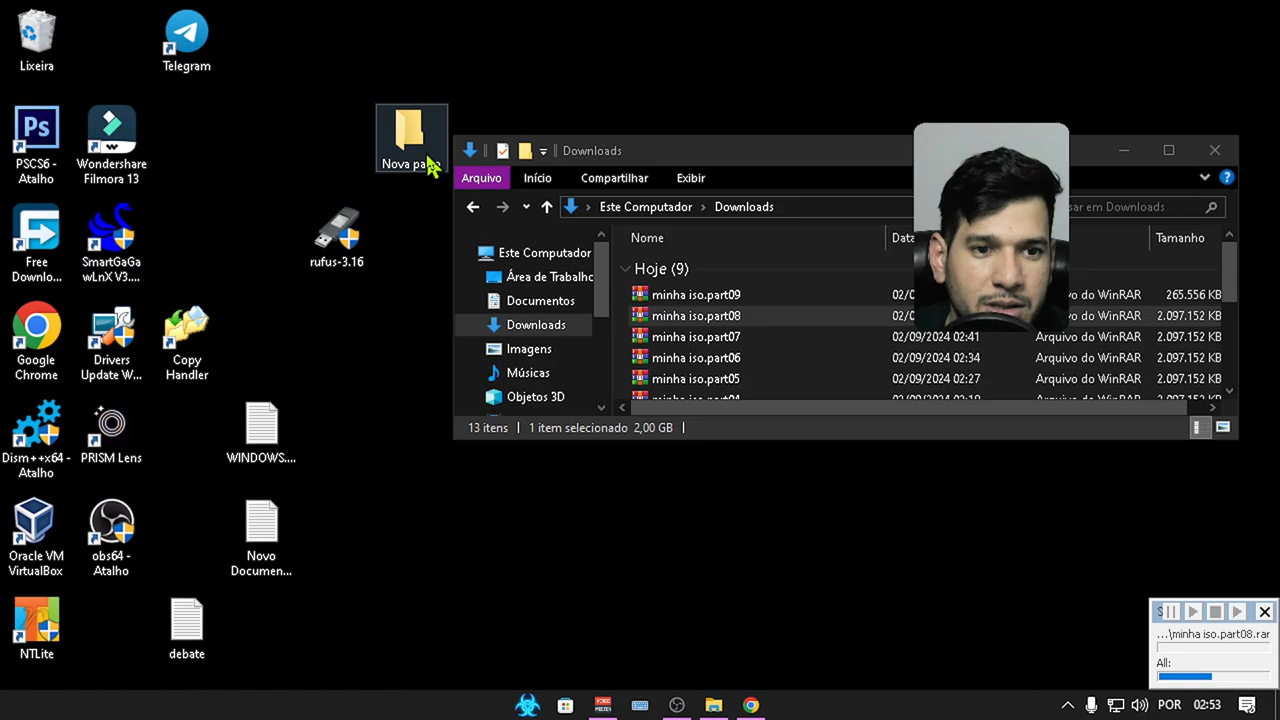 Lixeira
Telegram
PSCS6 -
Atalho
Wondershare
Filmora 13
Nova pa
Free
Downlo...
SmartGaGa
wLnX V3....
rufus-3.16
Google
Chrome
Drivers
Update W...
Copy
Handler
Dism++x64 -
Atalho
PRISM Lens
WINDOWS....
Oracle VM
VirtualBox
obs64 -
Atalho
Novo
Documen...
NTLite
debate
Downloads
Arquivo Início Compartilhar Exibir
Este Computador Downloads
ar em Downloads
Nome Data Tamanho
Este Computador
Área de Trabalho
Documentos
Downloads
Imagens
Músicas
Objetos 3D
Hoje (9)
minha iso.part09 02/0 ivo do WinRAR 265.556 KB
minha iso.part08 02/0 ivo do WinRAR 2.097.152 KB
minha iso.part07 02/09/2024 02:41 Arquivo do WinRAR 2.097.152 KB
minha iso.part06 02/09/2024 02:34 Arquivo do WinRAR 2.097.152 KB
minha iso.part05 02/09/2024 02:27 Arquivo do WinRAR 2.097.152 KB
13 itens 1 item selecionado 2,00 GB
...\minha iso.part08.rar
All:
POR 02:53